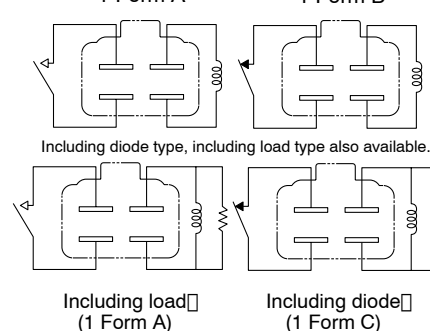 1 Form A 1 Form B
Including diode type, including load type also available.
Including load Including diode
(1 Form A) (1 Form C)